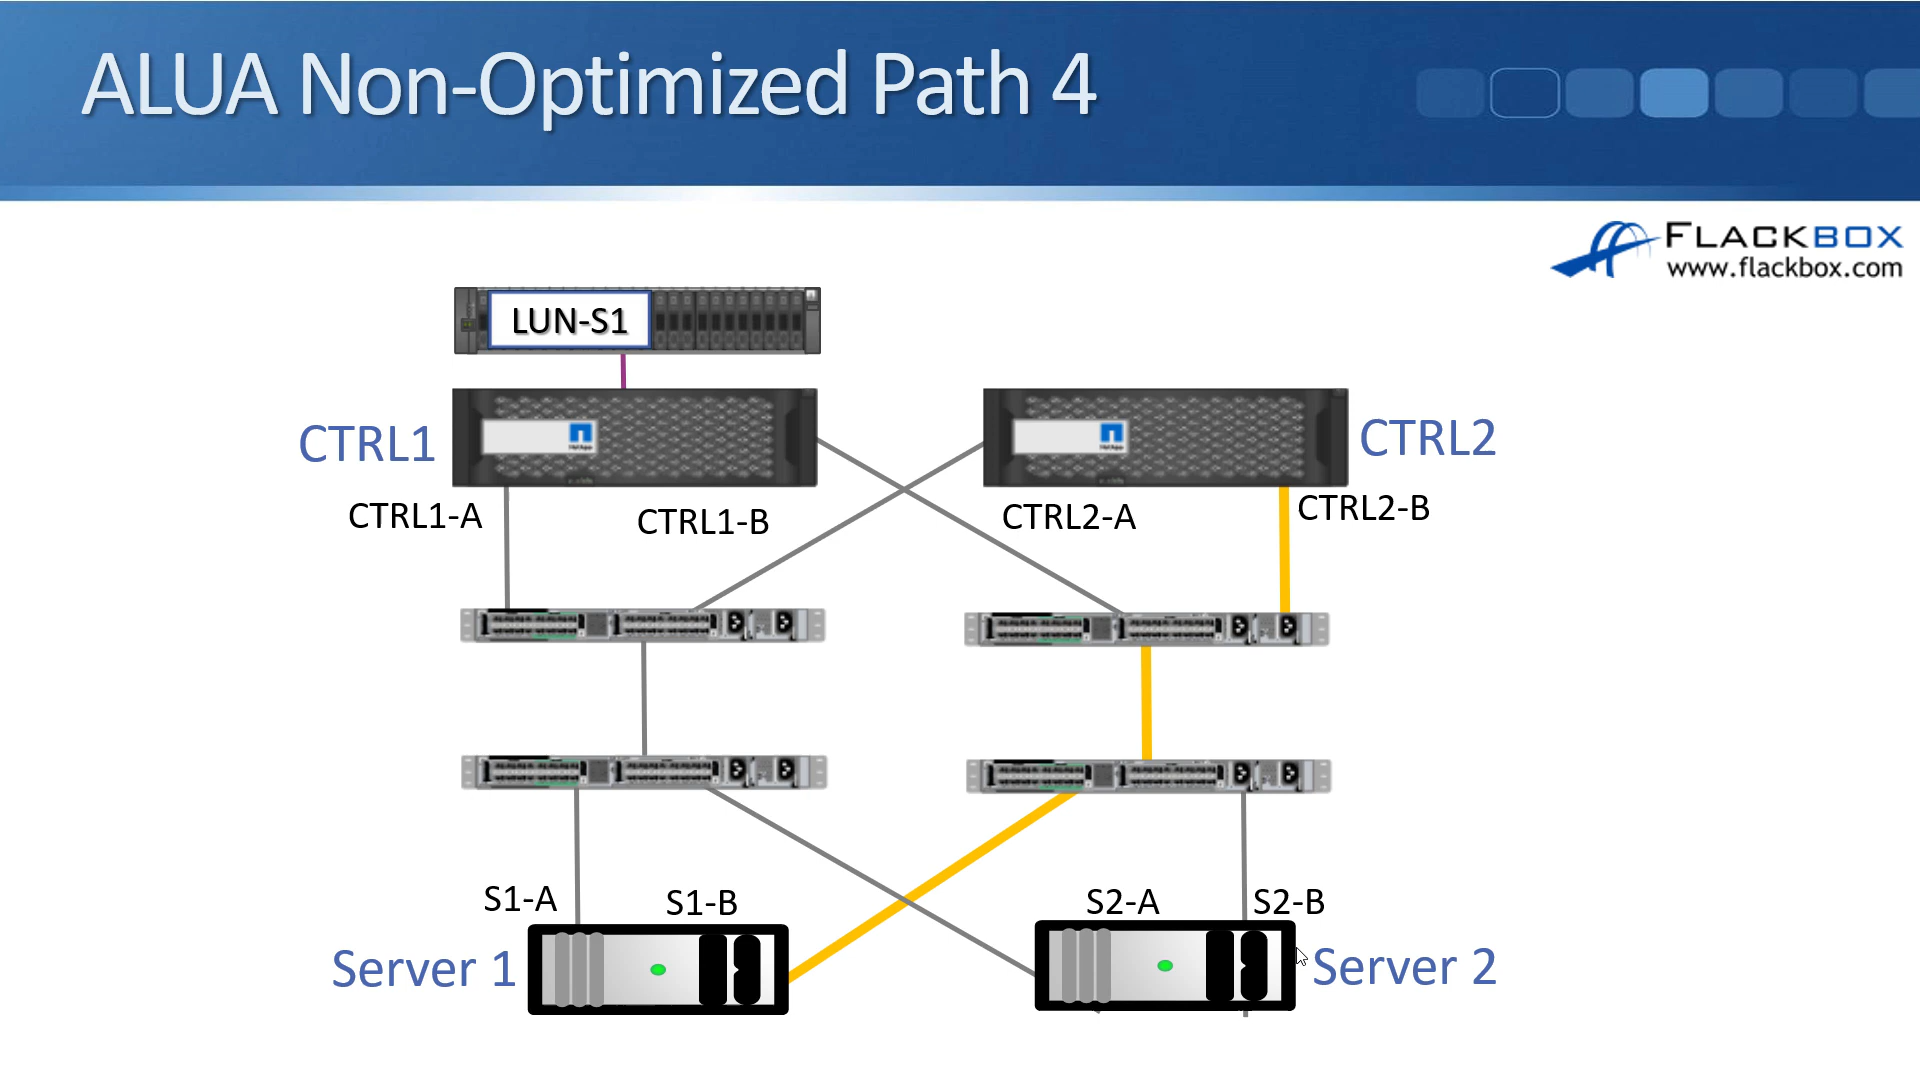 ALUA Non-Optimized Path 4
FLACKBOX
www.flackbox.com
LUN-S1
CTRL1
CTRL2
CTRL1-A
CTRL1-B
CTRL2-A
CTRL2-B
S1-A
S1-B
S2-A
S2-B
Server 1
Server 2